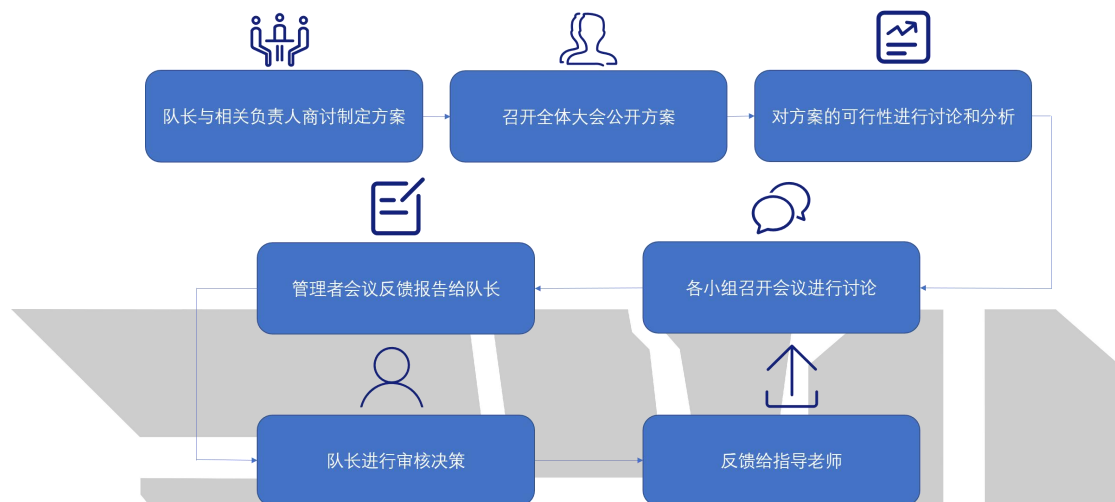 队长与相关负责人商讨制定方案
召开全体大会公开方案
对方案的可行性进行讨论和分析
各小组召开会议进行讨论
管理者会议反馈报告给队长
队长进行审核决策
反馈给指导老师